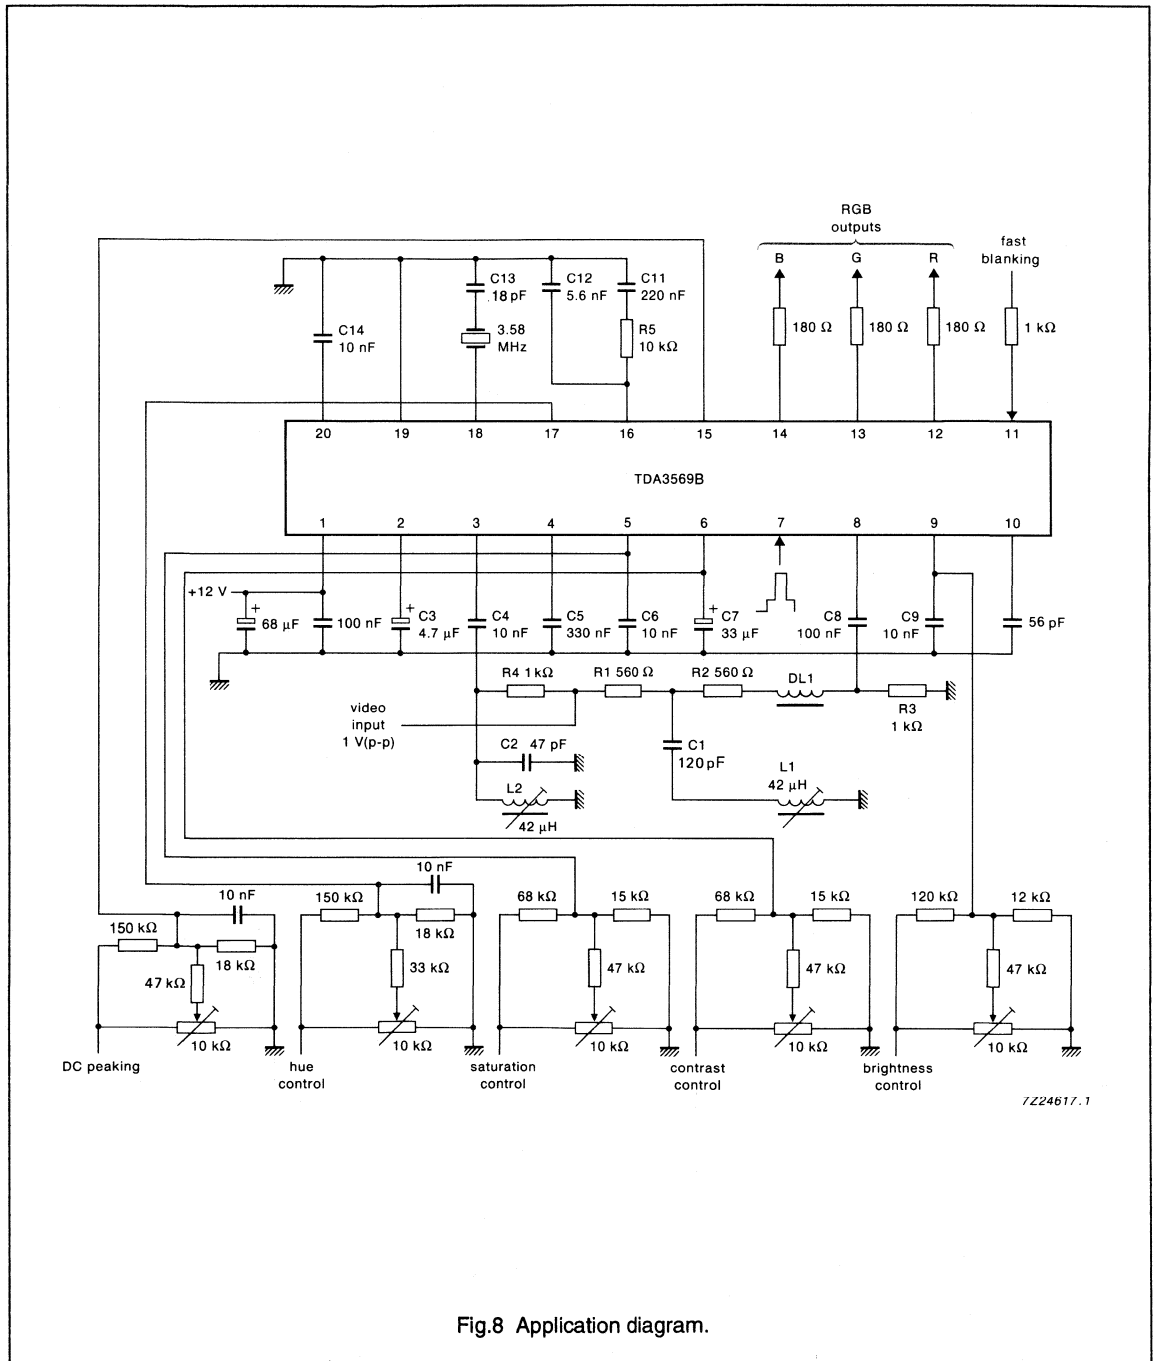 RGB
outputs
B G R
fast
blanking
C13
18 pF
C12
5.6 nF
C11
220 nF
C14
10 nF
3.58
MHz
R5
10 kΩ
180 Ω 180 Ω 180 Ω 1 kΩ
20 19 18 17 16 15 14 13 12 11
TDA3569B
1 2 3 4 5 6 7 8 9 10
+12 V
+
68 µF
100 nF
+
C3
4.7 µF
C4
10 nF
C5
330 nF
C6
10 nF
+
C7
33 µF
C8
100 nF
C9
10 nF
56 pF
R4 1 kΩ R1 560 Ω R2 560 Ω DL1
R3
1 kΩ
video
input
1 V(p-p)
C2 47 pF
C1
120 pF
L2
42 µH
L1
42 µH
10 nF
150 kΩ
18 kΩ
47 kΩ
10 kΩ
DC peaking
10 nF
150 kΩ
18 kΩ
33 kΩ
10 kΩ
hue
control
68 kΩ 15 kΩ
47 kΩ
10 kΩ
saturation
control
68 kΩ 15 kΩ
47 kΩ
10 kΩ
contrast
control
120 kΩ 12 kΩ
47 kΩ
10 kΩ
brightness
control
7Z24617.1
Fig.8 Application diagram.